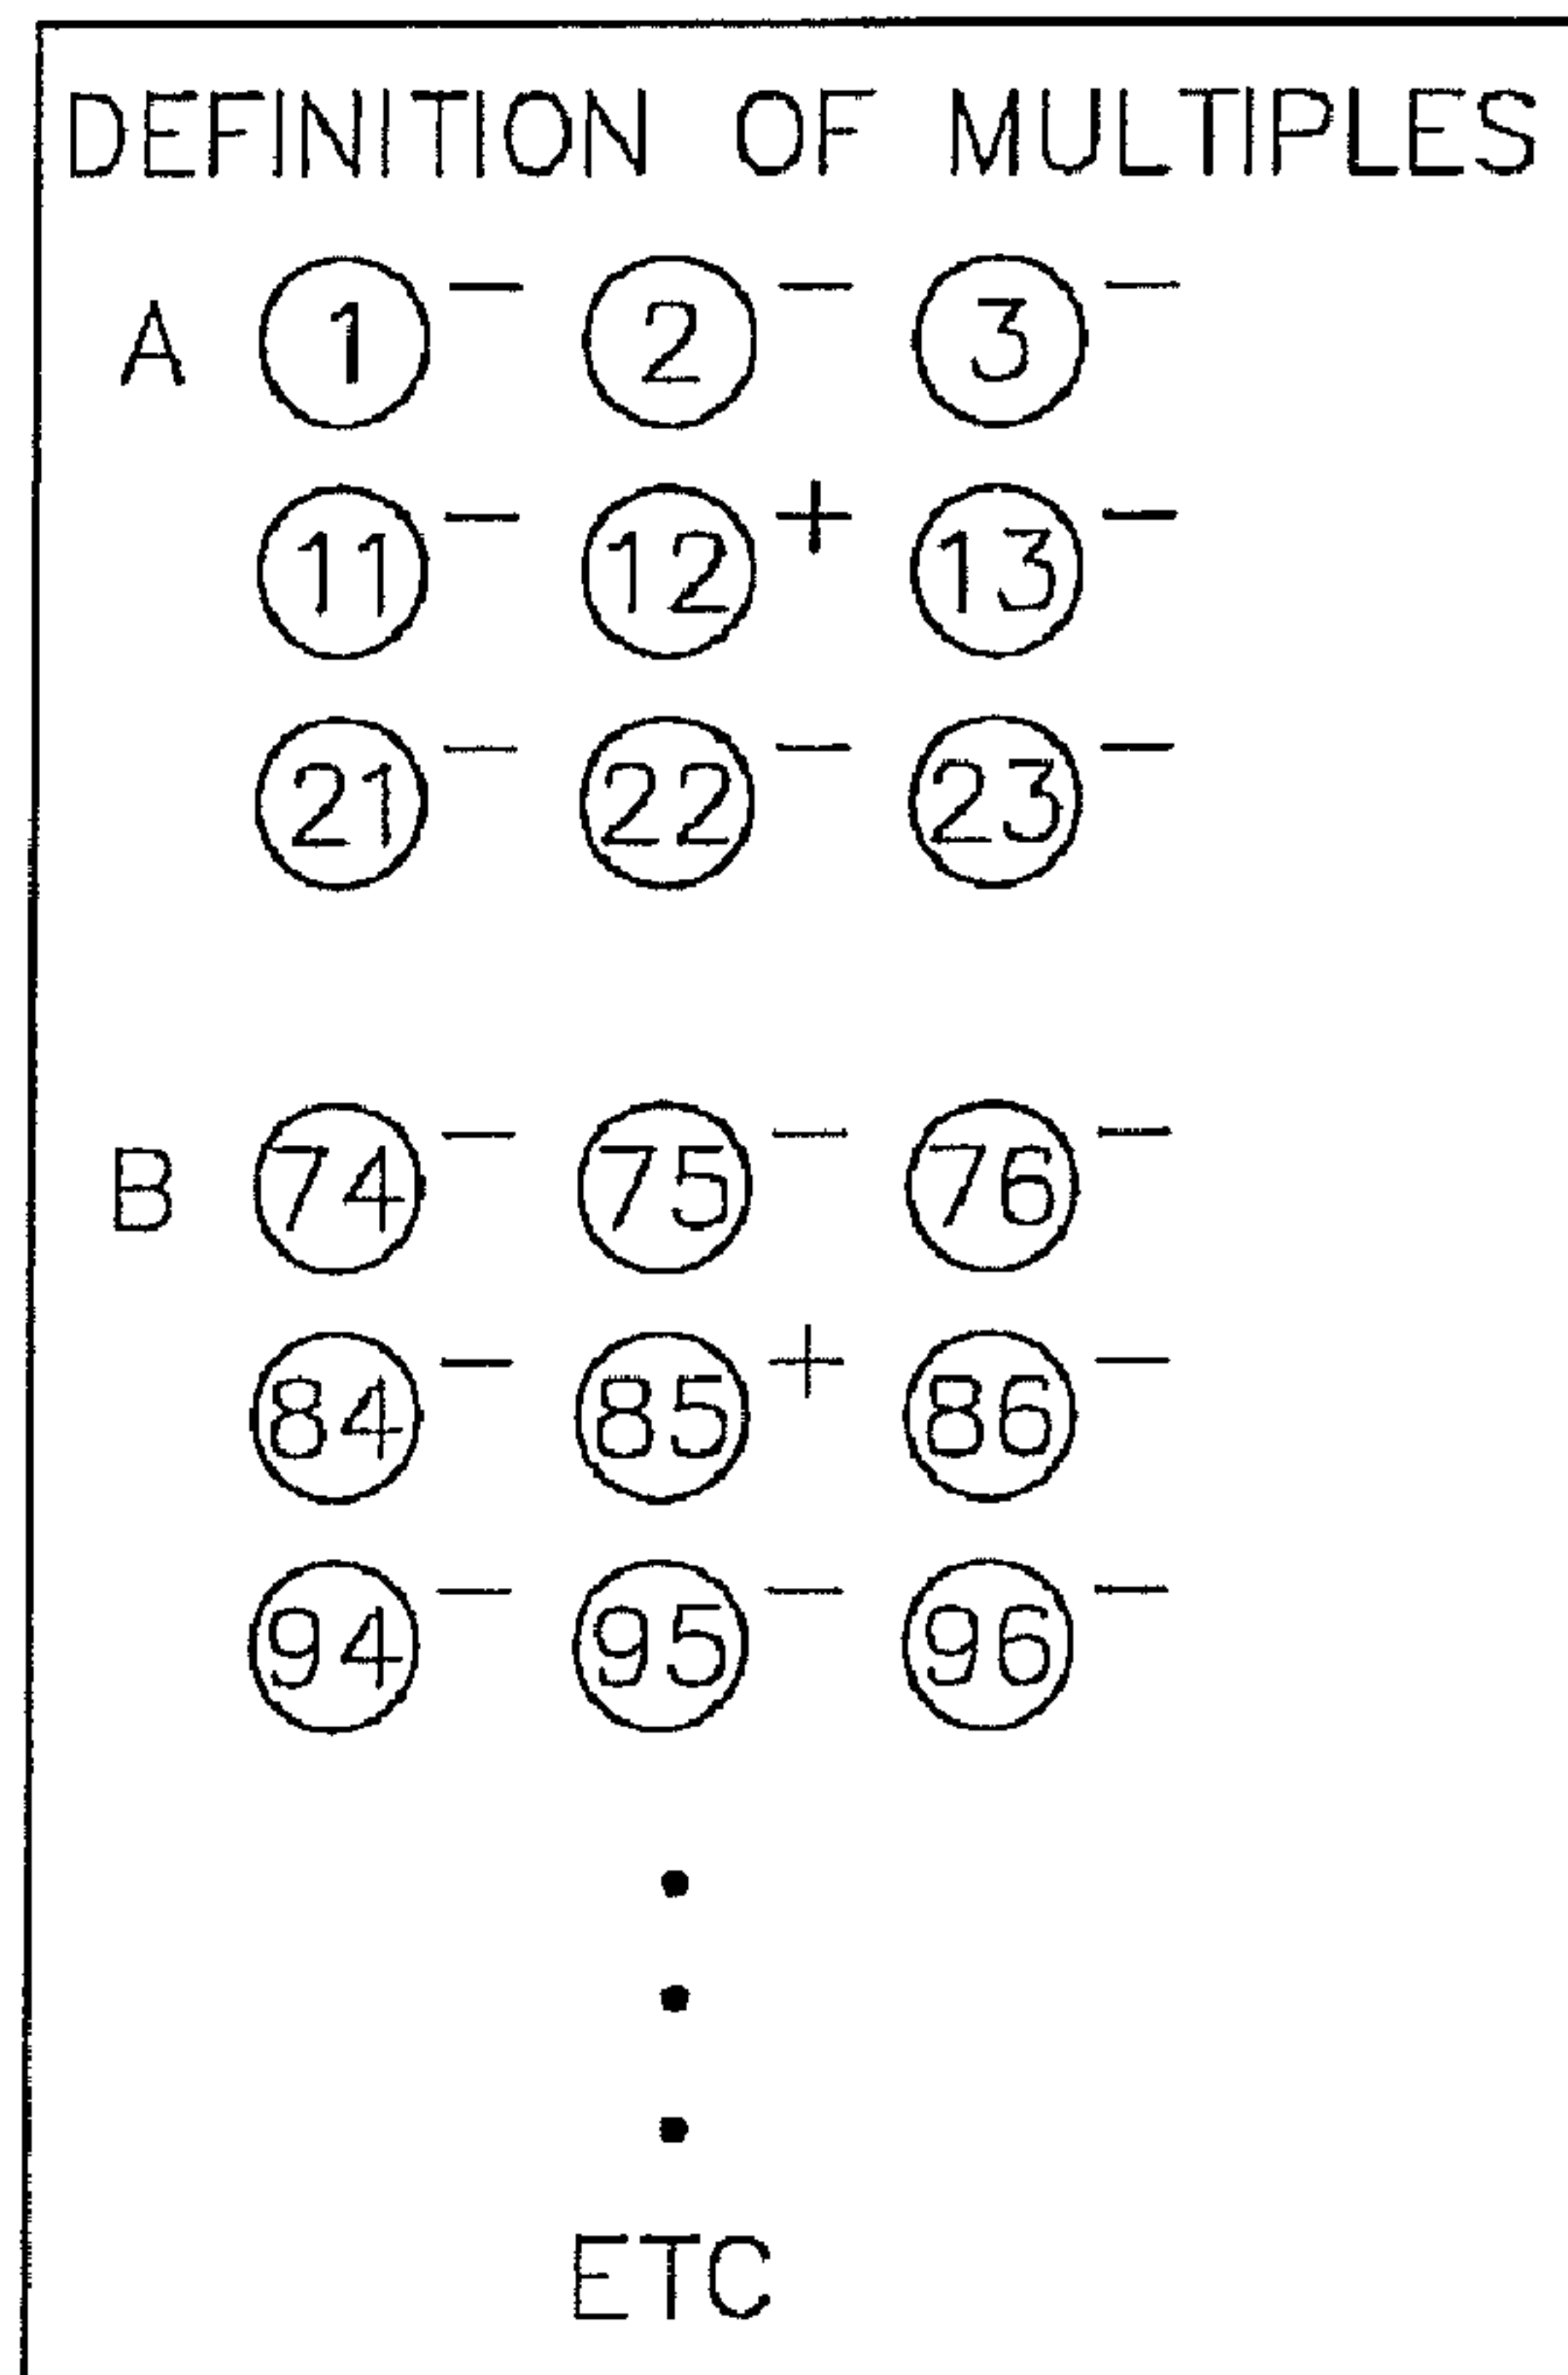 DEFINITION OF MULTIPLES
A 1 − 2 − 3 −
11 − 12 + 13 −
21 − 22 − 23 −
B 74 − 75 − 76 −
84 − 85 + 86 −
94 − 95 − 96 −
ETC